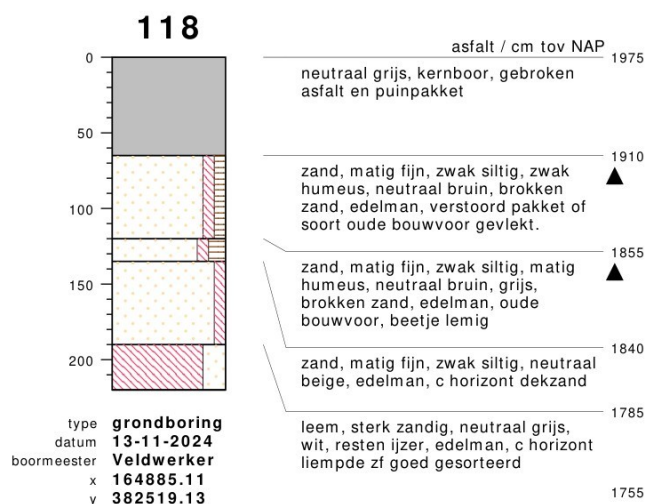 118
asfalt / cm tov NAP
0
1975
neutraal grijs, kernboor, gebroken
asfalt en puinpakket
50
1910
zand, matig fijn, zwak siltig, zwak
humeus, neutraal bruin, brokken
zand, edelman, verstoord pakket of
soort oude bouwvoor gevlekt.
100
1855
zand, matig fijn, zwak siltig, matig
humeus, neutraal bruin, grijs,
brokken zand, edelman, oude
bouwvoor, beetje lemig
150
1840
zand, matig fijn, zwak siltig, neutraal
beige, edelman, c horizont dekzand
200
1785
leem, sterk zandig, neutraal grijs,
wit, resten ijzer, edelman, c horizont
liempde zf goed gesorteerd
1755
type grondboring
datum 13-11-2024
boormeester Veldwerker
x 164885.11
y 382519.13